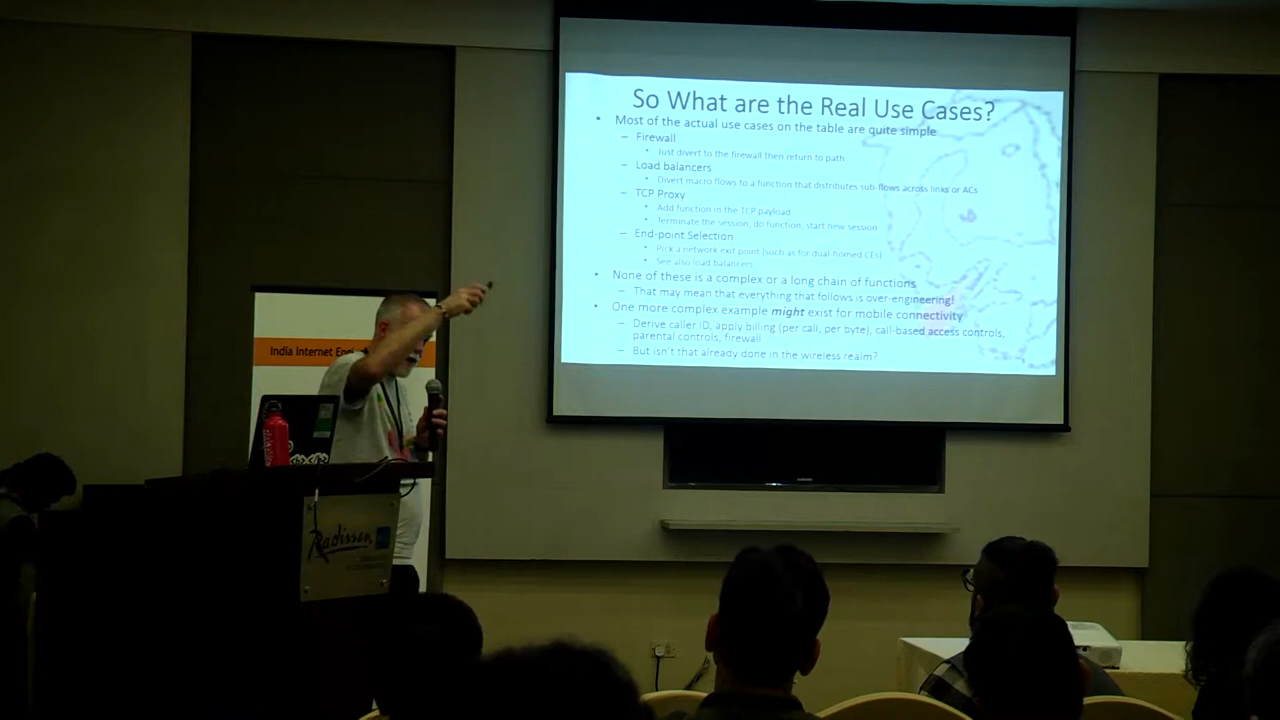 So What are the Real Use Cases?
• Most of the actual use cases on the table are quite simple
– Firewall
• Just divert to the firewall then return to path
– Load balancers
• Divert macro flows to a function that distributes sub-flows across links or ACs
– TCP Proxy
• Add function in the TCP payload
• Terminate the session, do function, start new session
– End-point Selection
• Pick a network exit point (such as for dual-homed CEs)
• See also load balancers
• None of these is a complex or a long chain of functions
– That may mean that everything that follows is over-engineering!
• One more complex example might exist for mobile connectivity
– Derive caller ID, apply billing (per call, per byte), call-based access controls,
parental controls, firewall
– But isn't that already done in the wireless realm?
India Internet
SAMSUNG
Radisson